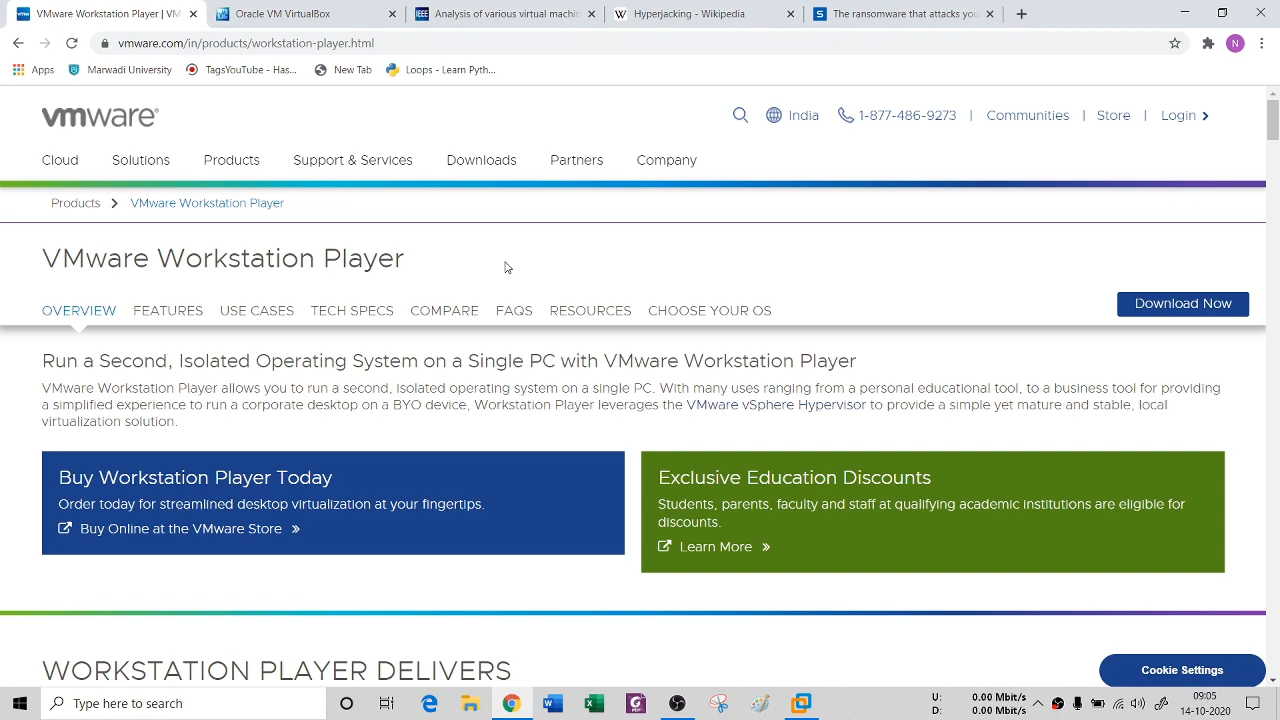 VMware Workstation Player | VM
Oracle VM VirtualBox
Analysis of various virtual machin
Hyperjacking - Wikipedia
The ransomware that attacks you
vmware.com/in/products/workstation-player.html
N
Apps
Marwadi University
TagsYouTube - Has...
New Tab
Loops - Learn Pyth...
vmware®
India
1-877-486-9273 | Communities | Store | Login
Cloud Solutions Products Support & Services Downloads Partners Company
Products VMware Workstation Player
VMware Workstation Player
OVERVIEW FEATURES USE CASES TECH SPECS COMPARE FAQS RESOURCES CHOOSE YOUR OS
Download Now
Run a Second, Isolated Operating System on a Single PC with VMware Workstation Player
VMware Workstation Player allows you to run a second, isolated operating system on a single PC. With many uses ranging from a personal educational tool, to a business tool for providing
a simplified experience to run a corporate desktop on a BYO device, Workstation Player leverages the VMware vSphere Hypervisor to provide a simple yet mature and stable, local
virtualization solution.
Buy Workstation Player Today
Order today for streamlined desktop virtualization at your fingertips.
Buy Online at the VMware Store »
Exclusive Education Discounts
Students, parents, faculty and staff at qualifying academic institutions are eligible for
discounts.
Learn More »
WORKSTATION PLAYER DELIVERS
Cookie Settings
Type here to search
U: 0.00 Mbit/s
D: 0.00 Mbit/s
09:05
14-10-2020